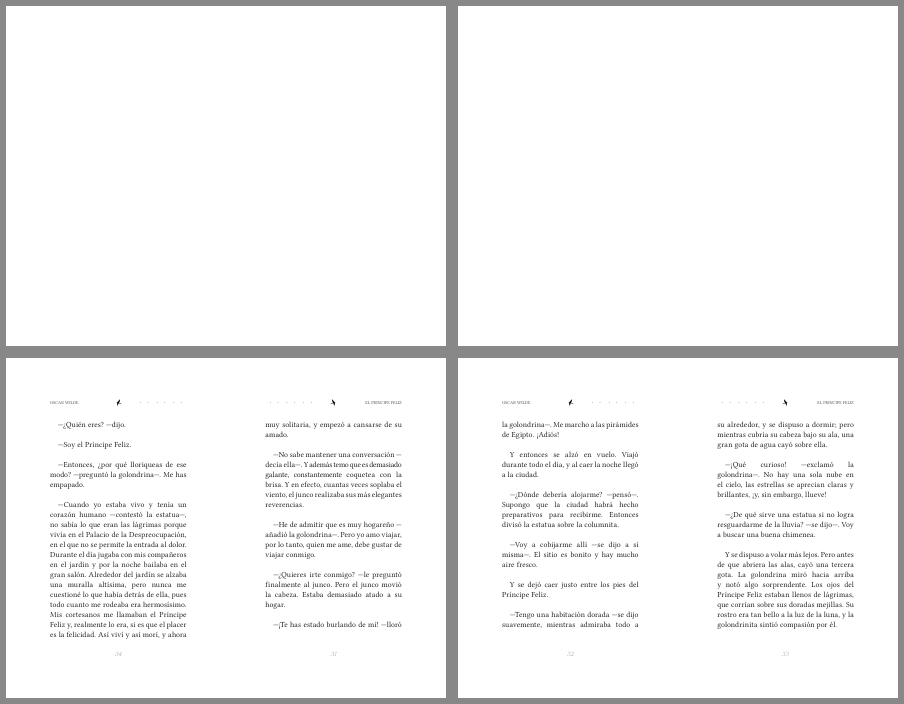 OSCAR WILDE
—¿Quién eres? —dijo.
—Soy el Príncipe Feliz.
—Entonces, ¿por qué lloriqueas de ese
modo? —preguntó la golondrina—. Me has
empapado.
—Cuando yo estaba vivo y tenía un
corazón humano —contestó la estatua—,
no sabía lo que eran las lágrimas porque
vivía en el Palacio de la Despreocupación,
en el que no se permite la entrada al dolor.
Durante el día jugaba con mis compañeros
en el jardín y por la noche bailaba en el
gran salón. Alrededor del jardín se alzaba
una muralla altísima, pero nunca me
cuestioné lo que había detrás de ella, pues
todo cuanto me rodeaba era hermosísimo.
Mis cortesanos me llamaban el Príncipe
Feliz y, realmente lo era, si es que el placer
es la felicidad. Así viví y así morí, y ahora
34
EL PRÍNCIPE FELIZ
muy solitaria, y empezó a cansarse de su
amado.
—No sabe mantener una conversación —
decía ella—. Y además temo que es demasiado
galante, constantemente coquetea con la
brisa. Y en efecto, cuantas veces soplaba el
viento, el junco realizaba sus más elegantes
reverencias.
—He de admitir que es muy hogareño —
añadió la golondrina—. Pero yo amo viajar,
por lo tanto, quien me ame, debe gustar de
viajar conmigo.
—¿Quieres irte conmigo? —le preguntó
finalmente al junco. Pero el junco movió
la cabeza. Estaba demasiado atado a su
hogar.
—¡Te has estado burlando de mí! —lloró
31
OSCAR WILDE
la golondrina—. Me marcho a las pirámides
de Egipto. ¡Adiós!
Y entonces se alzó en vuelo. Viajó
durante todo el día, y al caer la noche llegó
a la ciudad.
—¿Dónde debería alojarme? —pensó—.
Supongo que la ciudad habrá hecho
preparativos para recibirme. Entonces
divisó la estatua sobre la columnita.
—Voy a cobijarme allí —se dijo a sí
misma—. El sitio es bonito y hay mucho
aire fresco.
Y se dejó caer justo entre los pies del
Príncipe Feliz.
—Tengo una habitación dorada —se dijo
suavemente, mientras admiraba todo a
32
EL PRÍNCIPE FELIZ
su alrededor, y se dispuso a dormir; pero
mientras cubría su cabeza bajo su ala, una
gran gota de agua cayó sobre ella.
—¡Qué curioso! —exclamó la
golondrina—. No hay una sola nube en
el cielo, las estrellas se aprecian claras y
brillantes, ¡y, sin embargo, llueve!
—¿De qué sirve una estatua si no logra
resguardarme de la lluvia? —se dijo—. Voy
a buscar una buena chimenea.
Y se dispuso a volar más lejos. Pero antes
de que abriera las alas, cayó una tercera
gota. La golondrina miró hacia arriba
y notó algo sorprendente. Los ojos del
Príncipe Feliz estaban llenos de lágrimas,
que corrían sobre sus doradas mejillas. Su
rostro era tan bello a la luz de la luna, y la
golondrinita sintió compasión por él.
33